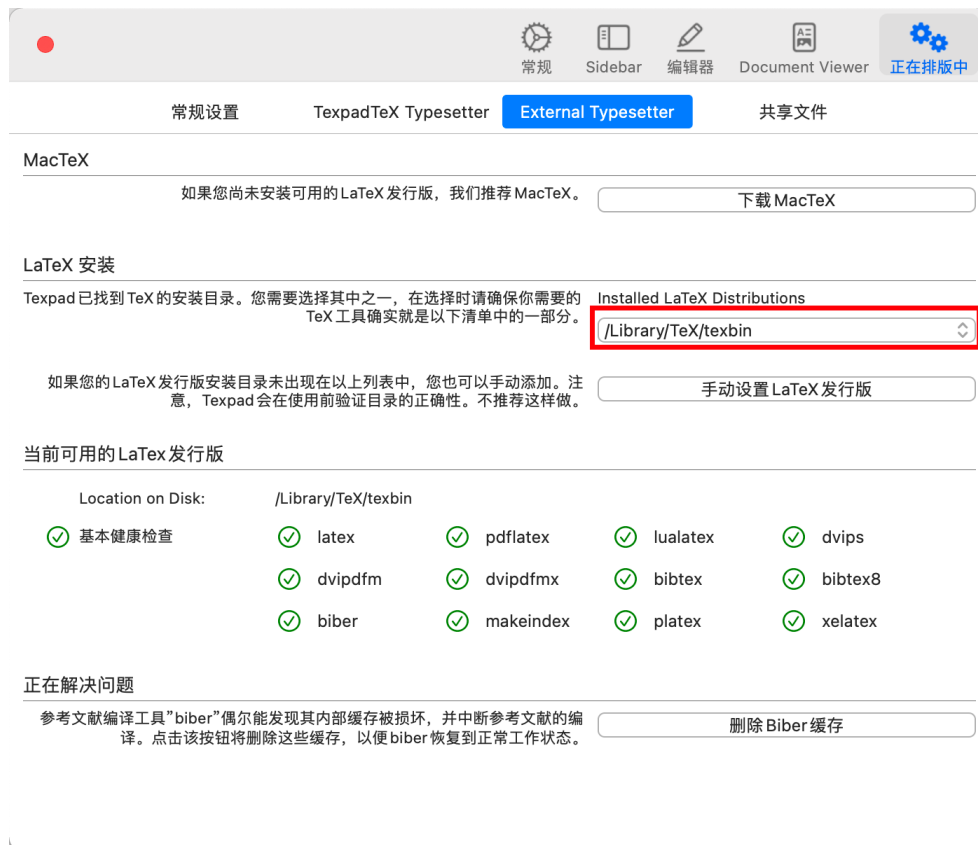 常规
Sidebar
编辑器
Document Viewer
正在排版中
常规设置
TexpadTeX Typesetter
External Typesetter
共享文件
MacTeX
如果您尚未安装可用的LaTeX发行版，我们推荐MacTeX。
下载MacTeX
LaTeX 安装
Texpad已找到TeX的安装目录。您需要选择其中之一，在选择时请确保你需要的
TeX工具确实就是以下清单中的一部分。
Installed LaTeX Distributions
/Library/TeX/texbin
如果您的LaTeX发行版安装目录未出现在以上列表中，您也可以手动添加。注
意，Texpad会在使用前验证目录的正确性。不推荐这样做。
手动设置LaTeX发行版
当前可用的LaTex发行版
Location on Disk:
/Library/TeX/texbin
基本健康检查
latex
pdflatex
lualatex
dvips
dvipdfm
dvipdfmx
bibtex
bibtex8
biber
makeindex
platex
xelatex
正在解决问题
参考文献编译工具”biber”偶尔能发现其内部缓存被损坏，并中断参考文献的编
译。点击该按钮将删除这些缓存，以便biber恢复到正常工作状态。
删除Biber缓存